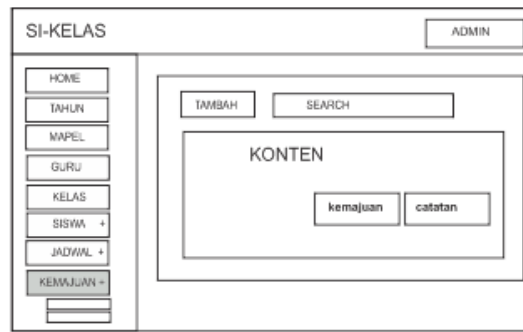 SI-KELAS
ADMIN
HOME
TAHUN
MAPEL
GURU
KELAS
SISWA +
JADWAL +
KEMAJUAN -
TAMBAH
SEARCH
KONTEN
kemajuan
catatan